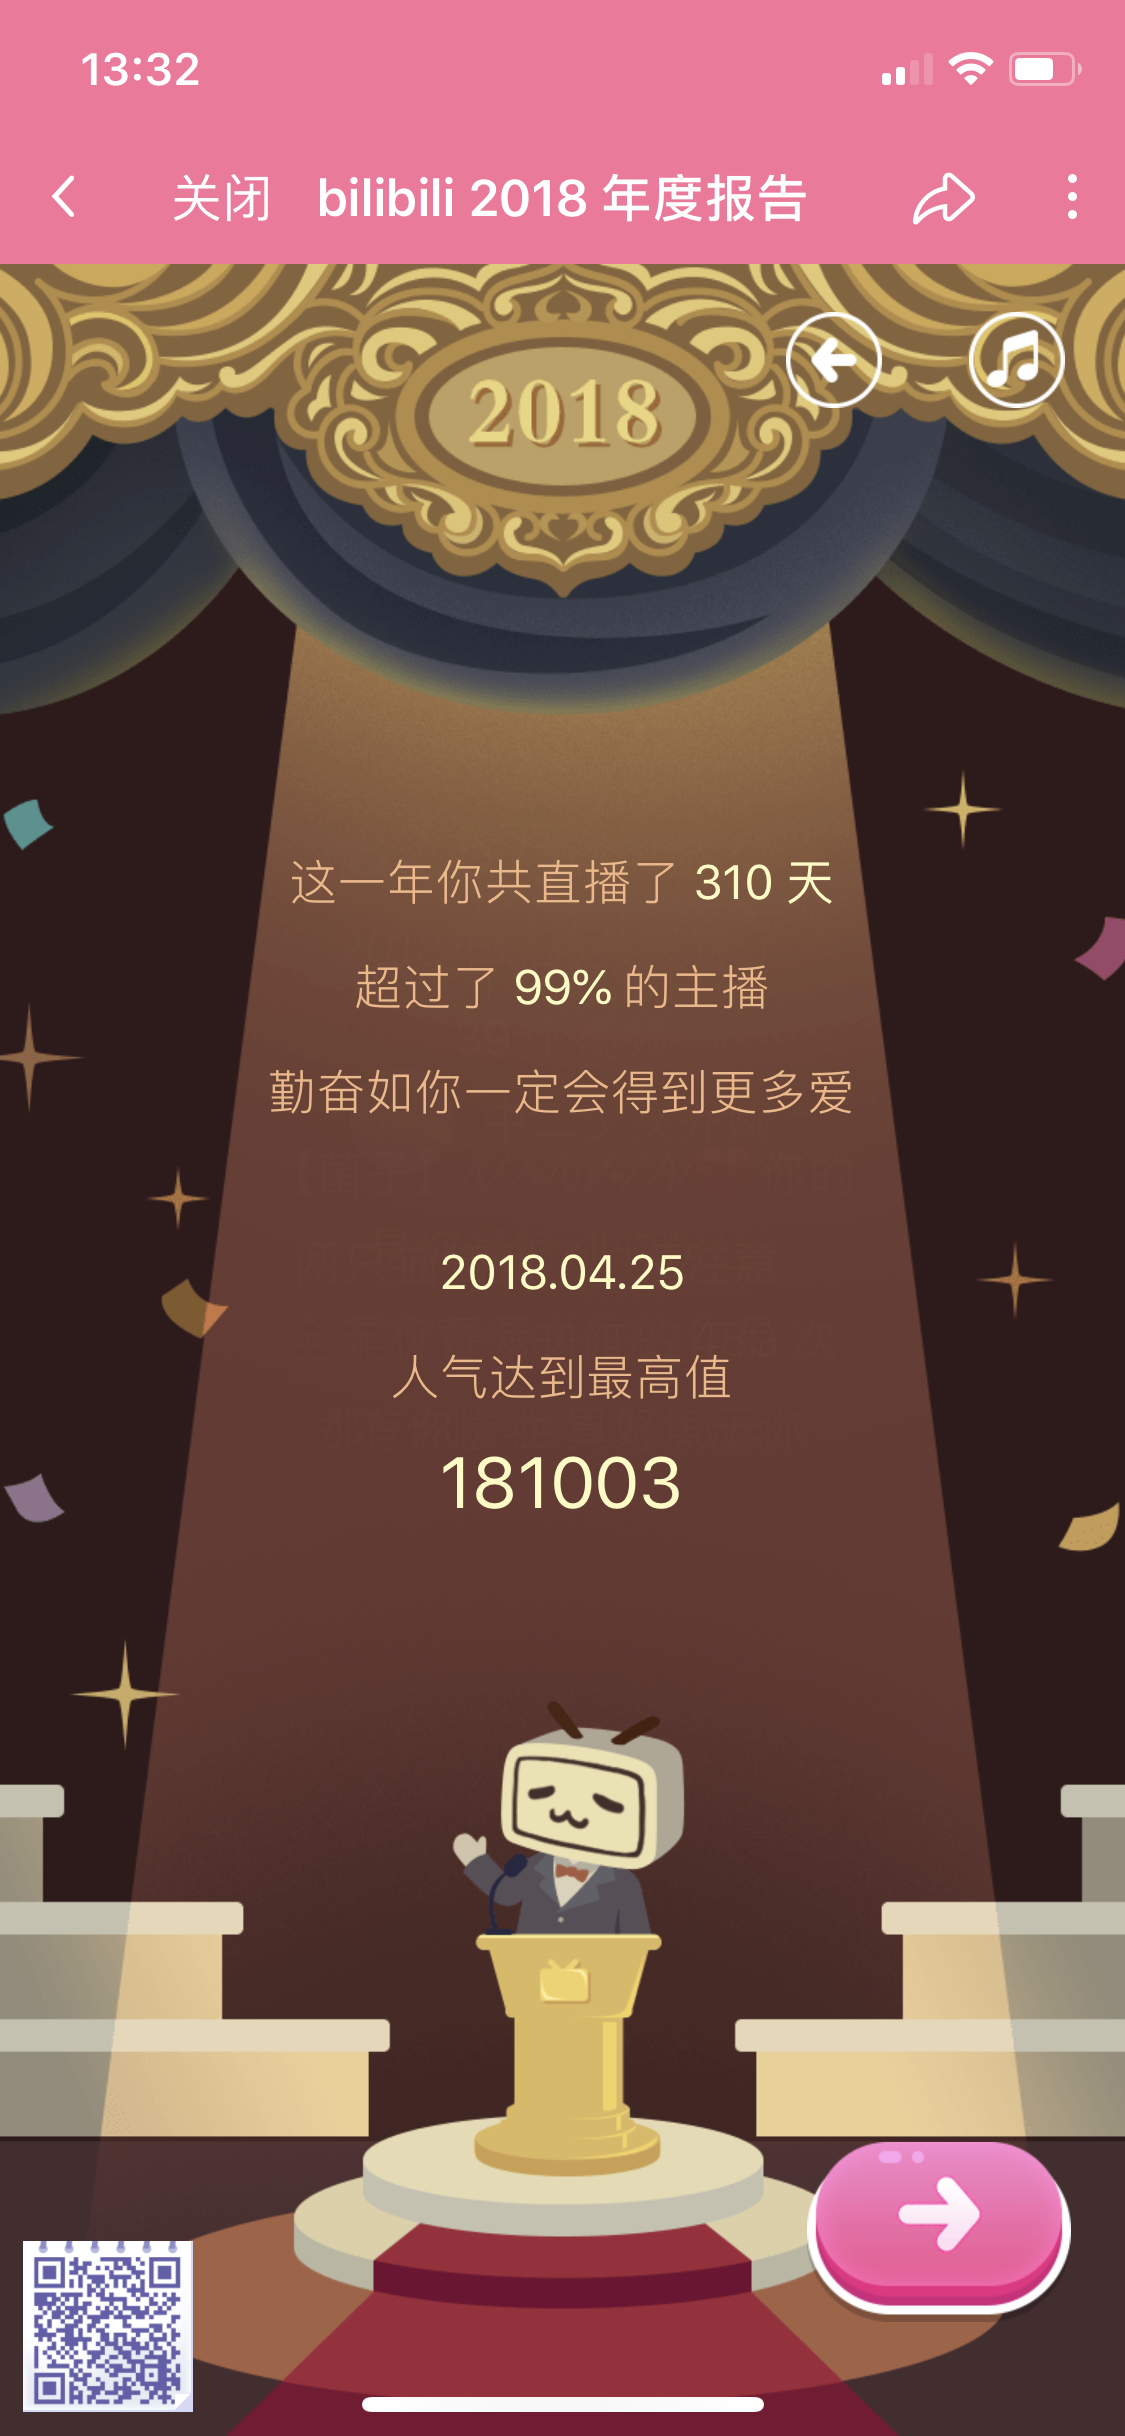 13:32
关闭 bilibili 2018 年度报告
2018
这一年你共直播了 310 天
超过了 99% 的主播
勤奋如你一定会得到更多爱
2018.04.25
人气达到最高值
181003